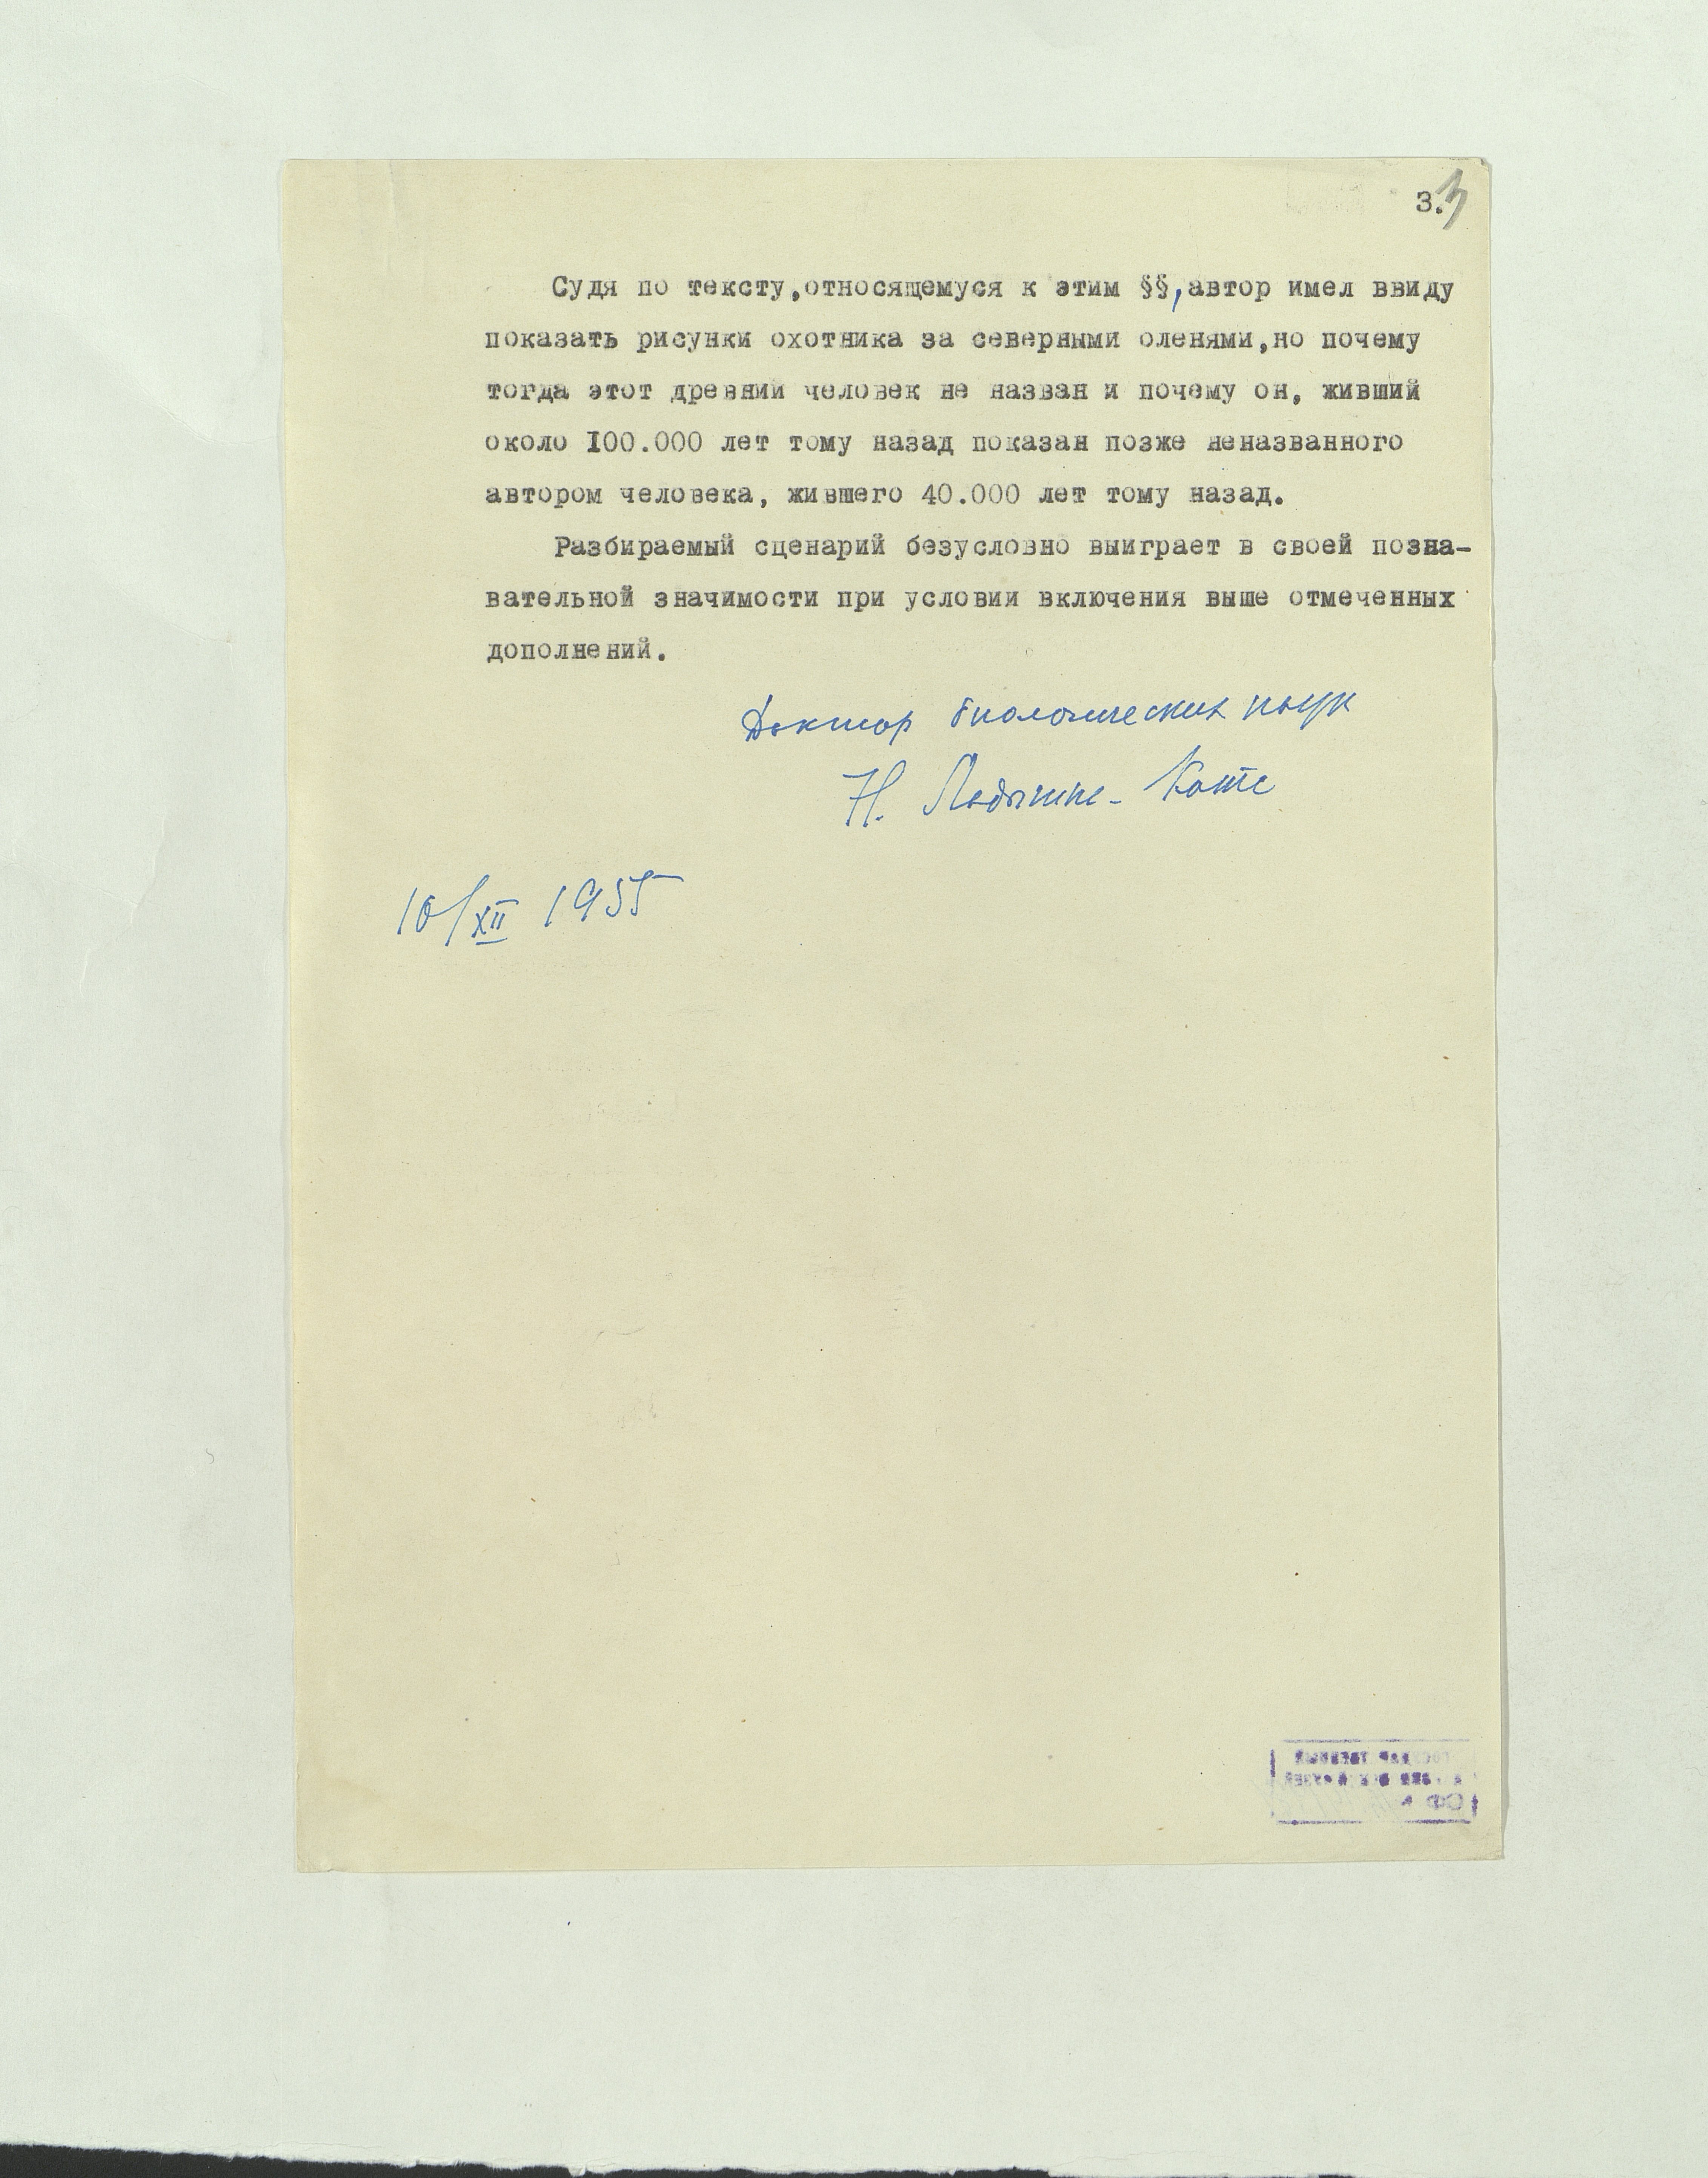 3. 3
Судя по тексту,относящемуся к этим §§,автор имел ввиду
показать рисунки охотника за северными оленями,но почему
тогда этот древний человек не назван и почему он, живший
около 100.000 лет тому назад показан позже неназванного
автором человека, жившего 40.000 лет тому назад.
Разбираемый сценарий безусловно выиграет в своей позна-
вательной значимости при условии включения выше отмеченных
дополнений.
Доктор биологических наук
Н. Ладыгина-Котс
10/XII 1955